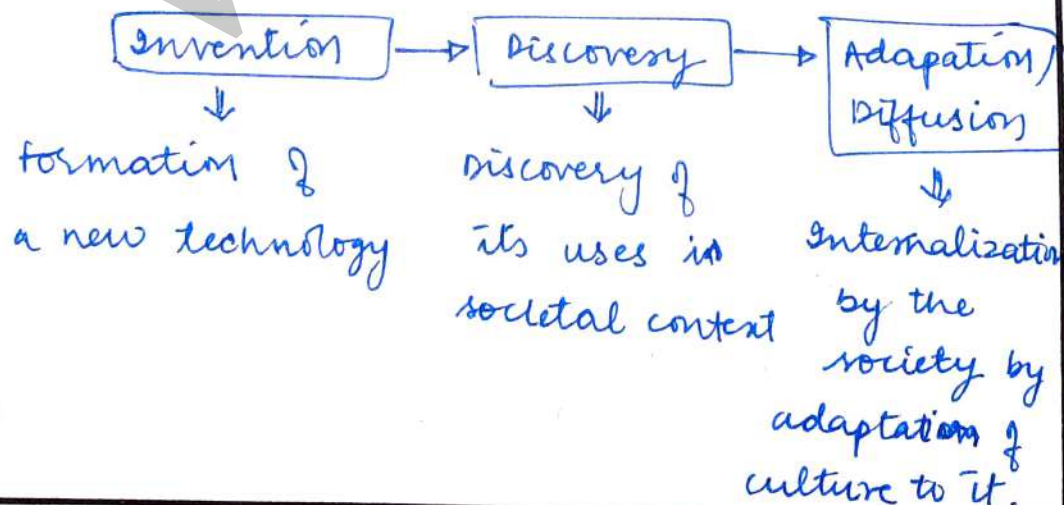 Invention
Discovery
Adapation/
Diffusion
formation of
a new technology
Discovery of
its uses in
societal context
Internalization
by the
society by
adaptation of
culture to it.